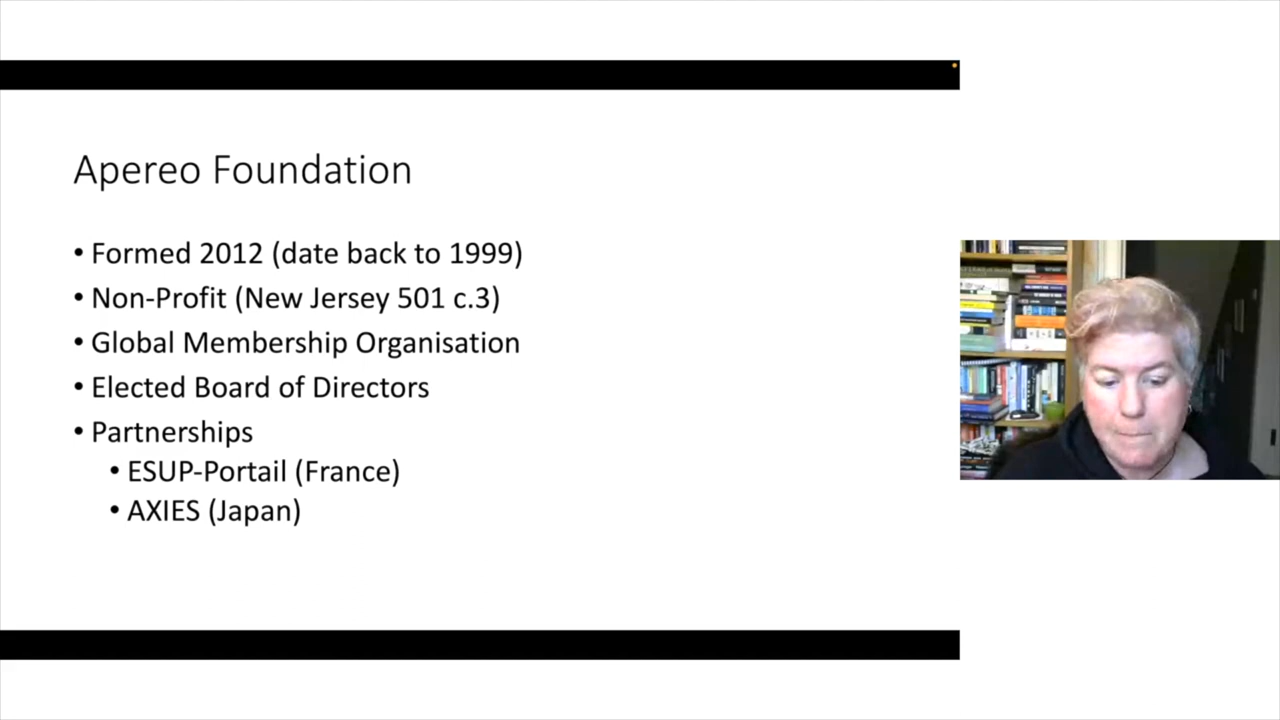 Apereo Foundation
• Formed 2012 (date back to 1999)
• Non-Profit (New Jersey 501 c.3)
• Global Membership Organisation
• Elected Board of Directors
• Partnerships
• ESUP-Portail (France)
• AXIES (Japan)